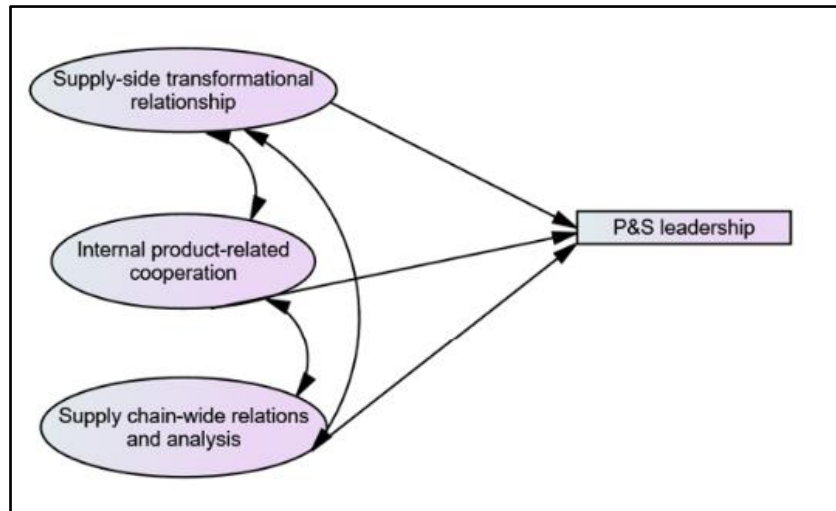 Supply-side transformational
relationship
Internal product-related
cooperation
P&S leadership
Supply chain-wide relations
and analysis